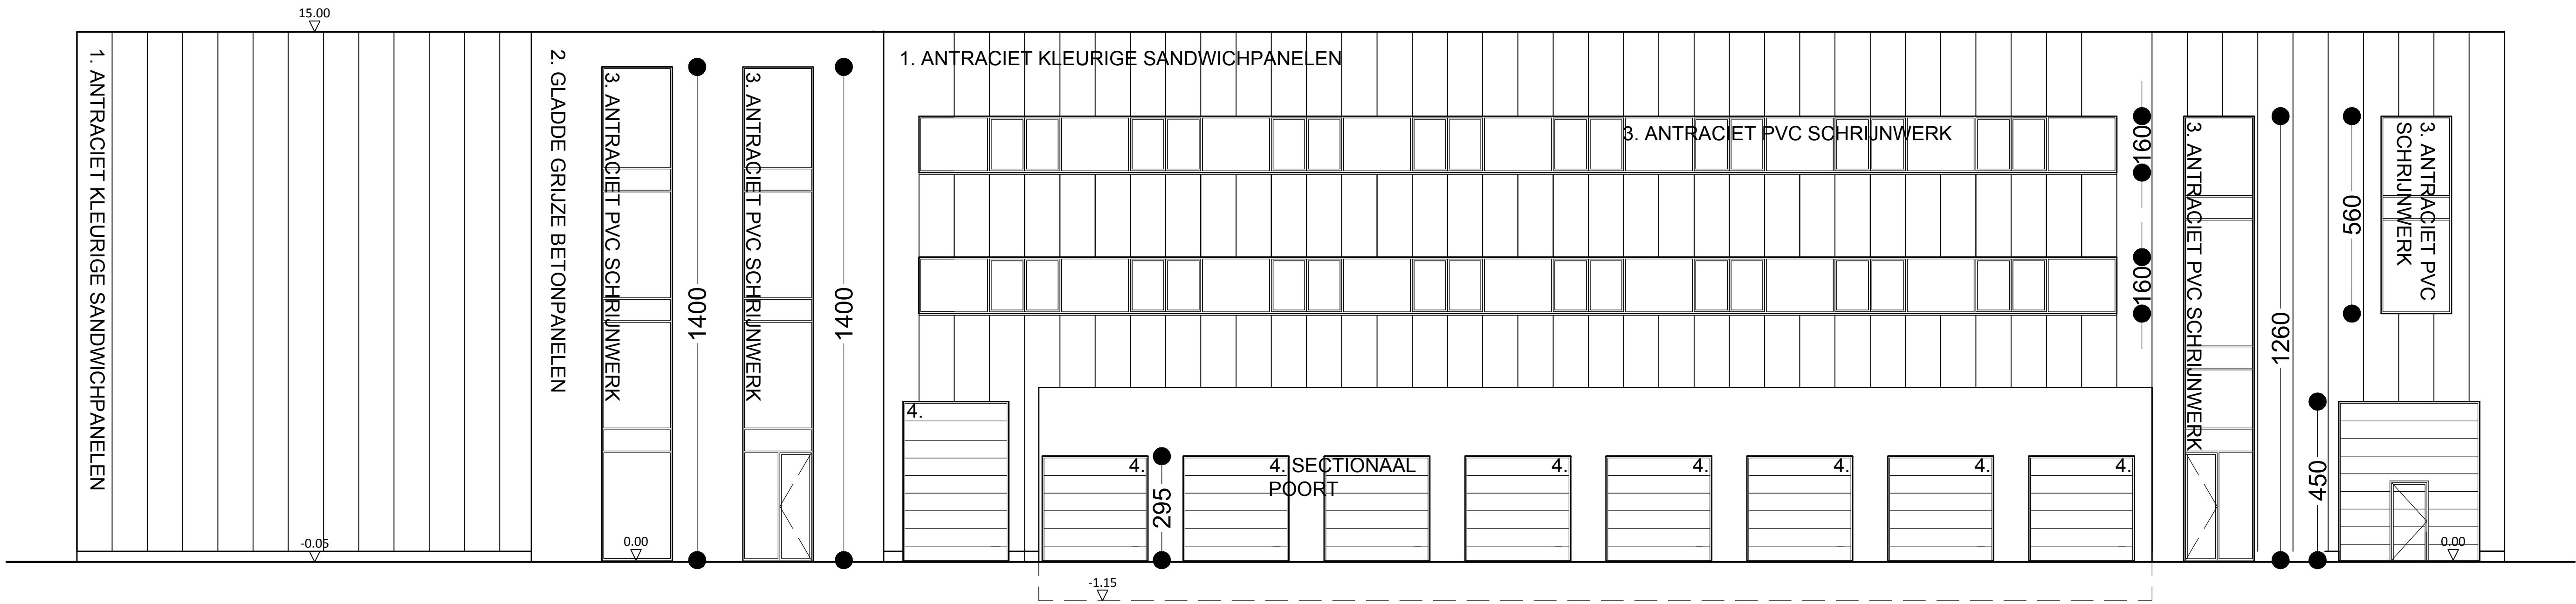 15.00
1. ANTRACIET KLEURIGE SANDWICHPANELEN
-0.05
2. GLADDE GRIJZE BETONPANELEN
3. ANTRACIET PVC SCHRIJNWERK
0.00
1400
3. ANTRACIET PVC SCHRIJNWERK
1400
1. ANTRACIET KLEURIGE SANDWICHPANELEN
3. ANTRACIET PVC SCHRIJNWERK
160
160
4.
4.
295
4. SECTIONAAL
POORT
4.
4.
4.
4.
4.
-1.15
3. ANTRACIET PVC SCHRIJNWERK
1260
560
3. ANTRACIET PVC
SCHRIJNWERK
450
0.00